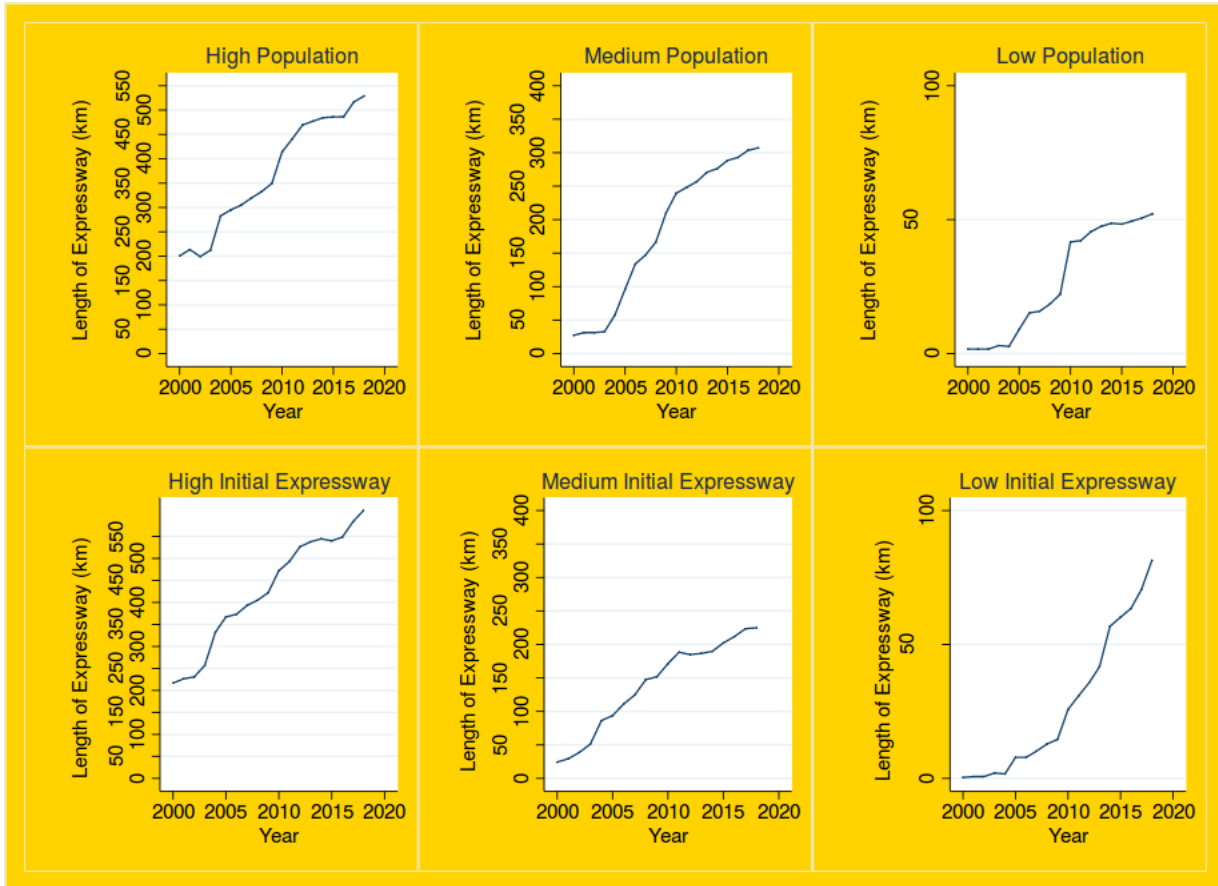 High Population
Length of Expressway (km)
0 50 100 150 200 250 300 350 400 450 500 550
2000 2005 2010 2015 2020
Year
Medium Population
Length of Expressway (km)
0 50 100 150 200 250 300 350 400
2000 2005 2010 2015 2020
Year
Low Population
Length of Expressway (km)
0 50 100
2000 2005 2010 2015 2020
Year
High Initial Expressway
Length of Expressway (km)
0 50 100 150 200 250 300 350 400 450 500 550
2000 2005 2010 2015 2020
Year
Medium Initial Expressway
Length of Expressway (km)
0 50 100 150 200 250 300 350 400
2000 2005 2010 2015 2020
Year
Low Initial Expressway
Length of Expressway (km)
0 50 100
2000 2005 2010 2015 2020
Year